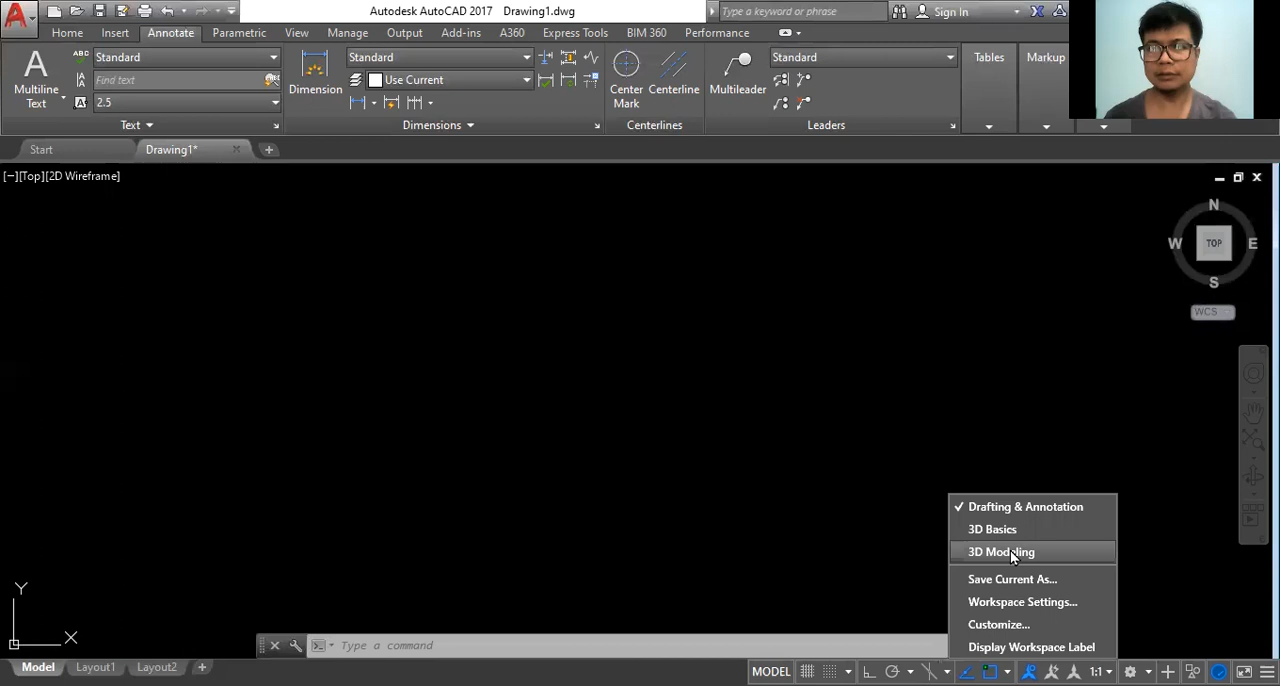 Autodesk AutoCAD 2017 Drawing1.dwg
Type a keyword or phrase
Sign In
Home Insert Annotate Parametric View Manage Output Add-ins A360 Express Tools BIM 360 Performance
A
Multiline
Text
ABC
Standard
Find text
2.5
Text
Dimension
Standard
Use Current
Dimensions
Center
Mark
Centerline
Centerlines
Multileader
Standard
Leaders
Tables
Markup
Start
Drawing1*
[−][Top][2D Wireframe]
N
W
TOP
E
S
WCS
Drafting & Annotation
3D Basics
3D Modeling
Save Current As...
Workspace Settings...
Customize...
Display Workspace Label
Y
X
Type a command
Model Layout1 Layout2 +
MODEL
1:1